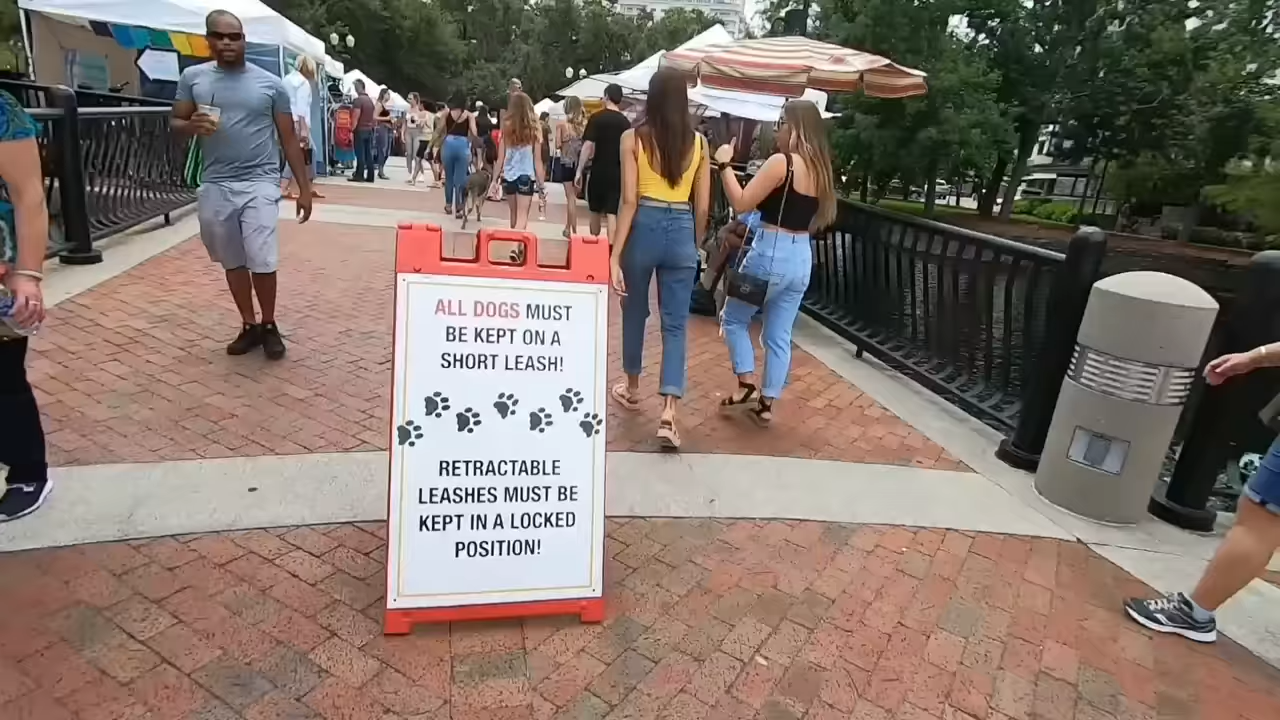 ALL DOGS MUST
BE KEPT ON A
SHORT LEASH!
RETRACTABLE
LEASHES MUST BE
KEPT IN A LOCKED
POSITION!